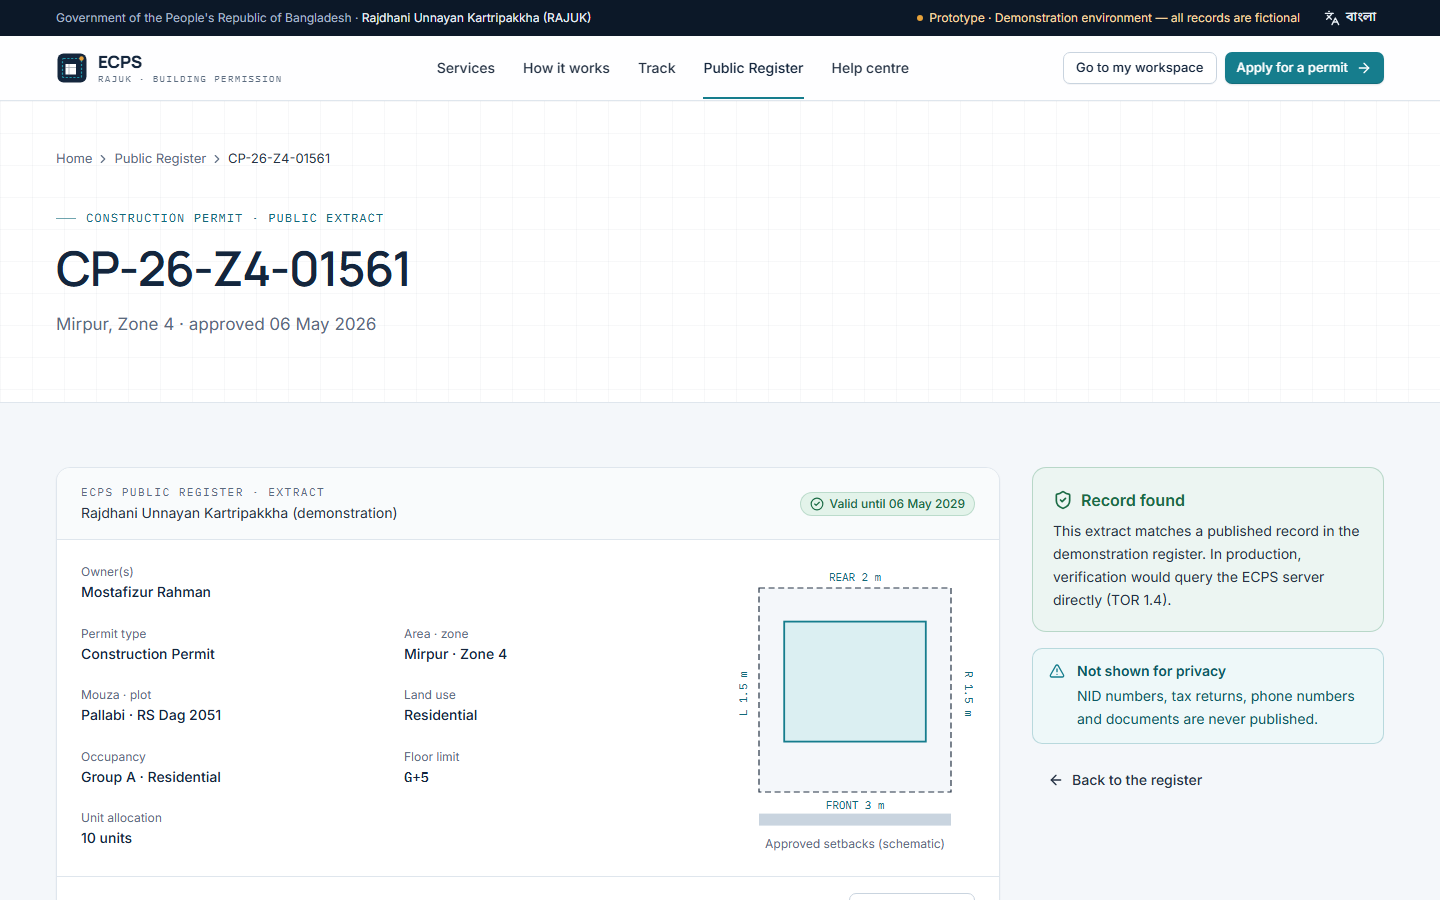 Government of the People's Republic of Bangladesh · Rajdhani Unnayan Kartripakkha (RAJUK)
Prototype · Demonstration environment — all records are fictional
বাংলা
ECPS
RAJUK · BUILDING PERMISSION
Services
How it works
Track
Public Register
Help centre
Go to my workspace
Apply for a permit
Home
Public Register
CP-26-Z4-01561
CONSTRUCTION PERMIT · PUBLIC EXTRACT
CP-26-Z4-01561
Mirpur, Zone 4 · approved 06 May 2026
ECPS PUBLIC REGISTER · EXTRACT
Rajdhani Unnayan Kartripakkha (demonstration)
Valid until 06 May 2029
Owner(s)
Mostafizur Rahman
Permit type
Construction Permit
Area · zone
Mirpur · Zone 4
Mouza · plot
Pallabi · RS Dag 2051
Land use
Residential
Occupancy
Group A · Residential
Floor limit
G+5
Unit allocation
10 units
REAR 2 m
L 1.5 m
R 1.5 m
FRONT 3 m
Approved setbacks (schematic)
Record found
This extract matches a published record in the
demonstration register. In production,
verification would query the ECPS server
directly (TOR 1.4).
Not shown for privacy
NID numbers, tax returns, phone numbers
and documents are never published.
Back to the register